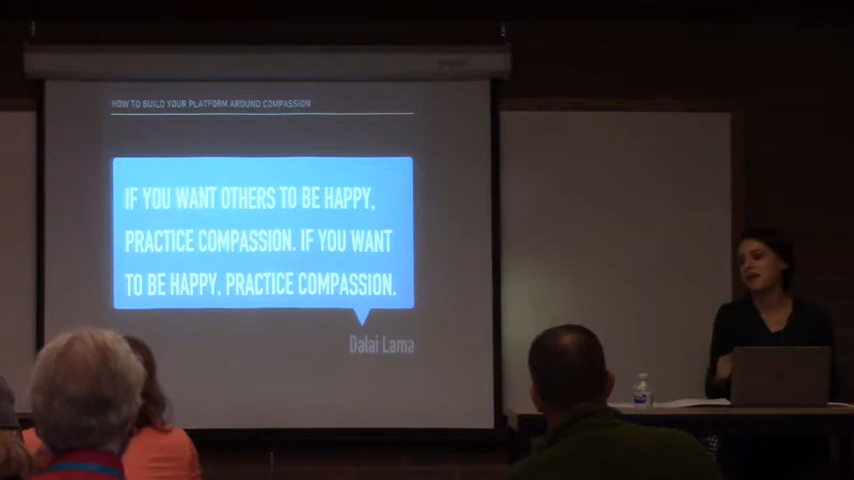 HOW TO BUILD YOUR PLATFORM AROUND COMPASSION
IF YOU WANT OTHERS TO BE HAPPY,
PRACTICE COMPASSION. IF YOU WANT
TO BE HAPPY, PRACTICE COMPASSION.
Dalai Lama